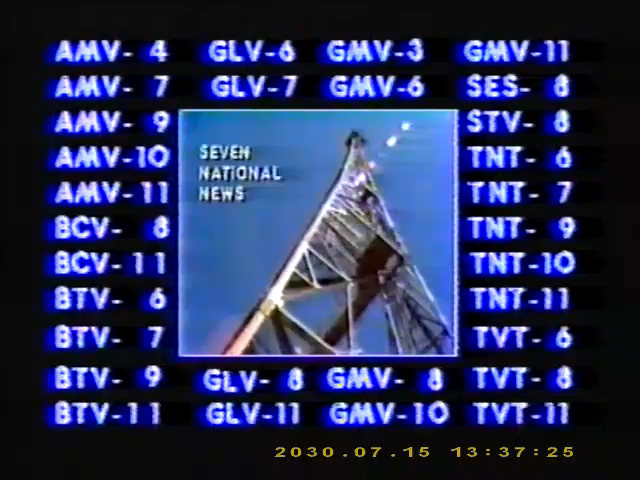 AMV- 4 GLV-6 GMV-3 GMV-11
AMV- 7 GLV-7 GMV-6 SES- 8
AMV- 9 STV- 8
AMV-10 TNT- 6
AMV-11 TNT- 7
BCV- 8 TNT- 9
BCV-11 TNT-10
BTV- 6 TNT-11
BTV- 7 TVT- 6
BTV- 9 GLV- 8 GMV- 8 TVT- 8
BTV-11 GLV-11 GMV-10 TVT-11
SEVEN
NATIONAL
NEWS
2030.07.15 13:37:25